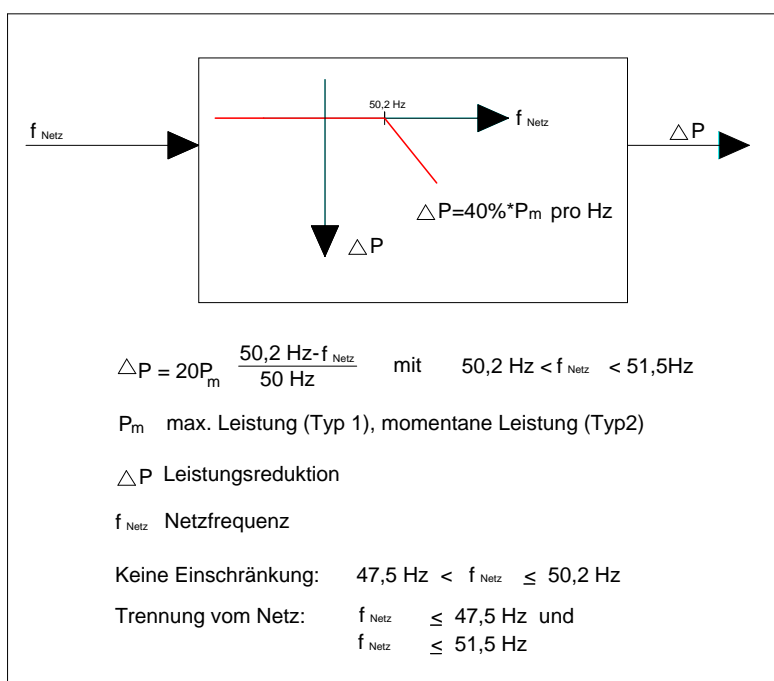 50,2 Hz
f Netz
f Netz
△P
△P=40%*Pm pro Hz
△P
△P = 20Pm 50,2 Hz-f Netz / 50 Hz mit 50,2 Hz < f Netz < 51,5Hz
Pm max. Leistung (Typ 1), momentane Leistung (Typ2)
△P Leistungsreduktion
f Netz Netzfrequenz
Keine Einschränkung: 47,5 Hz < f Netz ≤ 50,2 Hz
Trennung vom Netz: f Netz ≤ 47,5 Hz und
f Netz ≤ 51,5 Hz